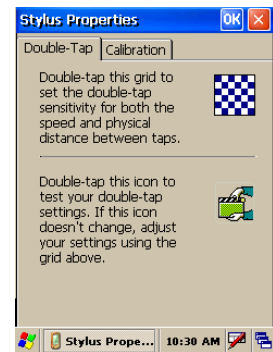 Stylus Properties OK
Double-Tap Calibration
Double-tap this grid to
set the double-tap
sensitivity for both the
speed and physical
distance between taps.
Double-tap this icon to
test your double-tap
settings. If this icon
doesn't change, adjust
your settings using the
grid above.
Stylus Prope... 10:30 AM